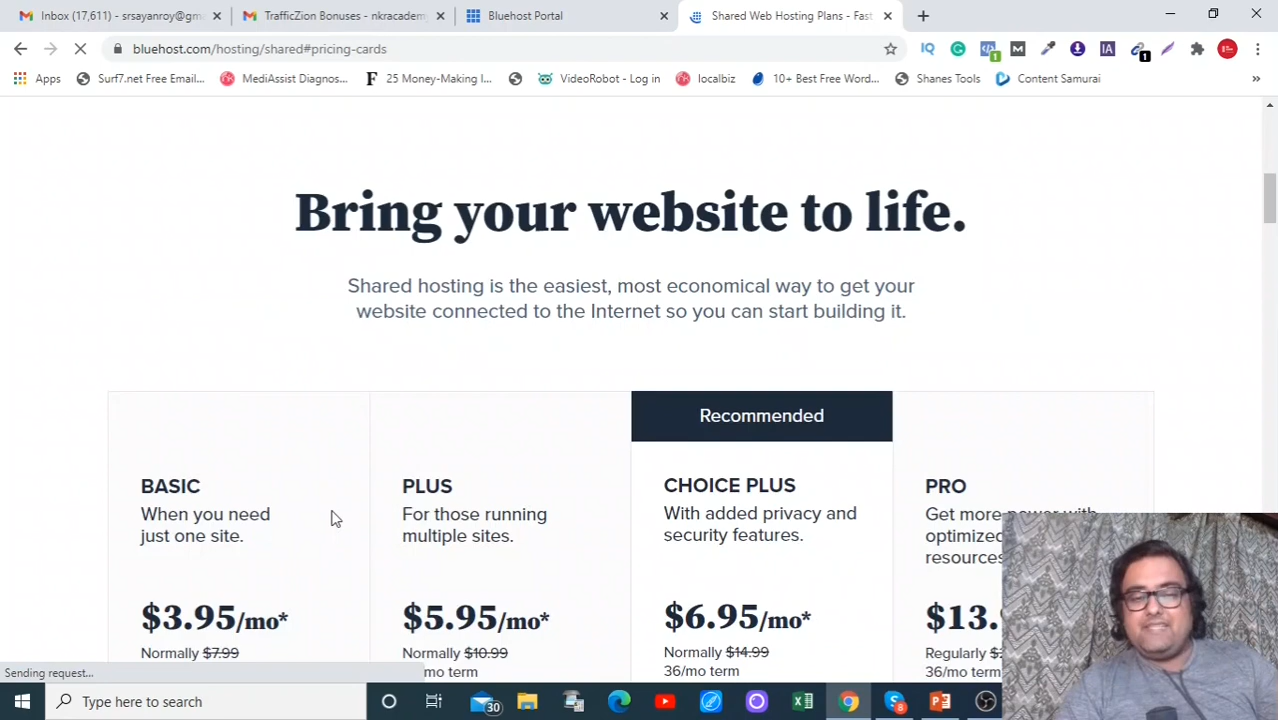 Inbox (17,611) - srsayanroy@gm
TrafficZion Bonuses - nkracadem
Bluehost Portal
Shared Web Hosting Plans - Fast
bluehost.com/hosting/shared#pricing-cards
Apps
Surf7.net Free Email...
MediAssist Diagnos...
25 Money-Making I...
VideoRobot - Log in
localbiz
10+ Best Free Word...
Shanes Tools
Content Samurai
Bring your website to life.
Shared hosting is the easiest, most economical way to get your
website connected to the Internet so you can start building it.
Recommended
BASIC
When you need
just one site.
$3.95/mo*
Normally $7.99
PLUS
For those running
multiple sites.
$5.95/mo*
Normally $10.99
mo term
CHOICE PLUS
With added privacy and
security features.
$6.95/mo*
Normally $14.99
36/mo term
PRO
Get more power with
optimized
resources
$13.
Regularly
36/mo term
Sending request...
Type here to search
30
8